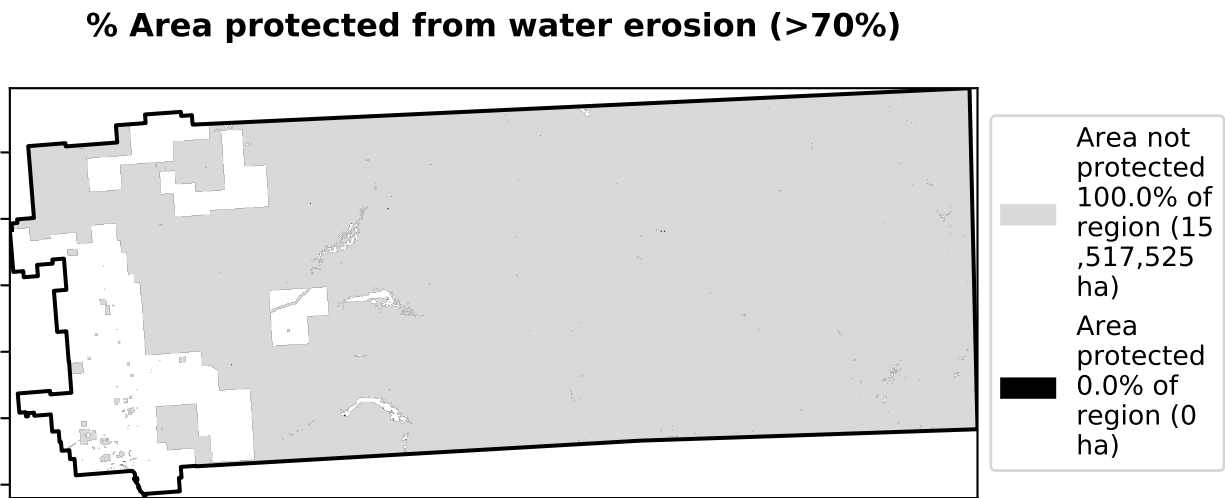 % Area protected from water erosion (>70%)
Area not
protected
100.0% of
region (15
,517,525
ha)
Area
protected
0.0% of
region (0
ha)